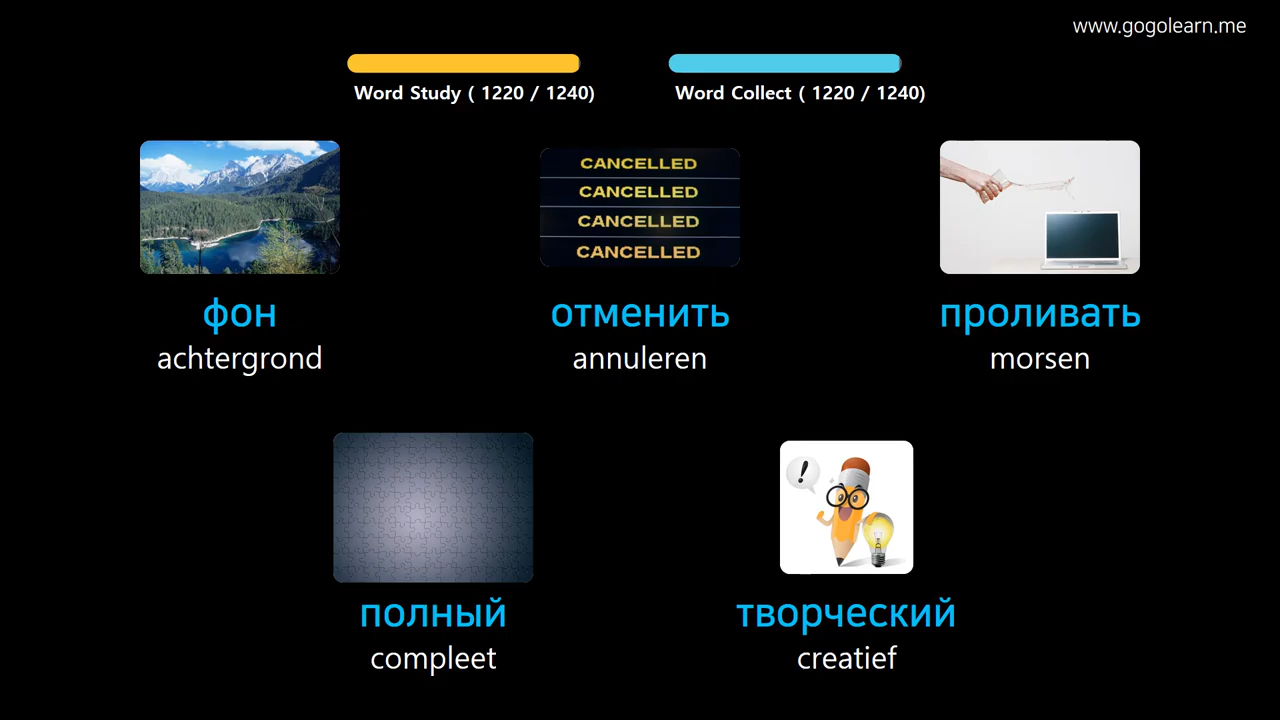 www.gogolearn.me
Word Study ( 1220 / 1240)
Word Collect ( 1220 / 1240)
CANCELLED
CANCELLED
CANCELLED
CANCELLED
фон
отменить
проливать
achtergrond
annuleren
morsen
!
полный
творческий
compleet
creatief